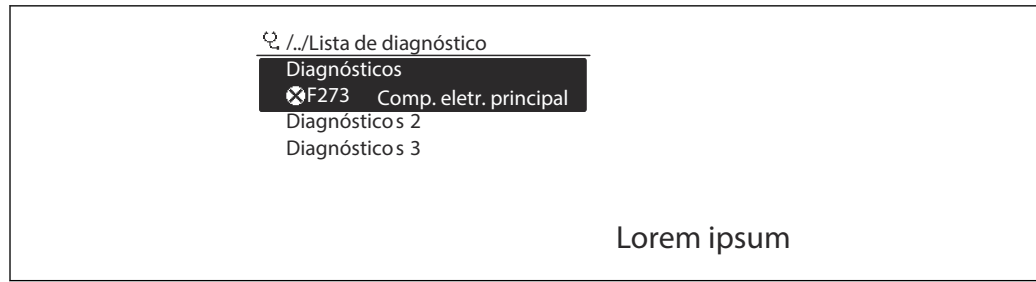 /../Lista de diagnóstico
Diagnósticos
F273 Comp. eletr. principal
Diagnósticos 2
Diagnósticos 3
Lorem ipsum